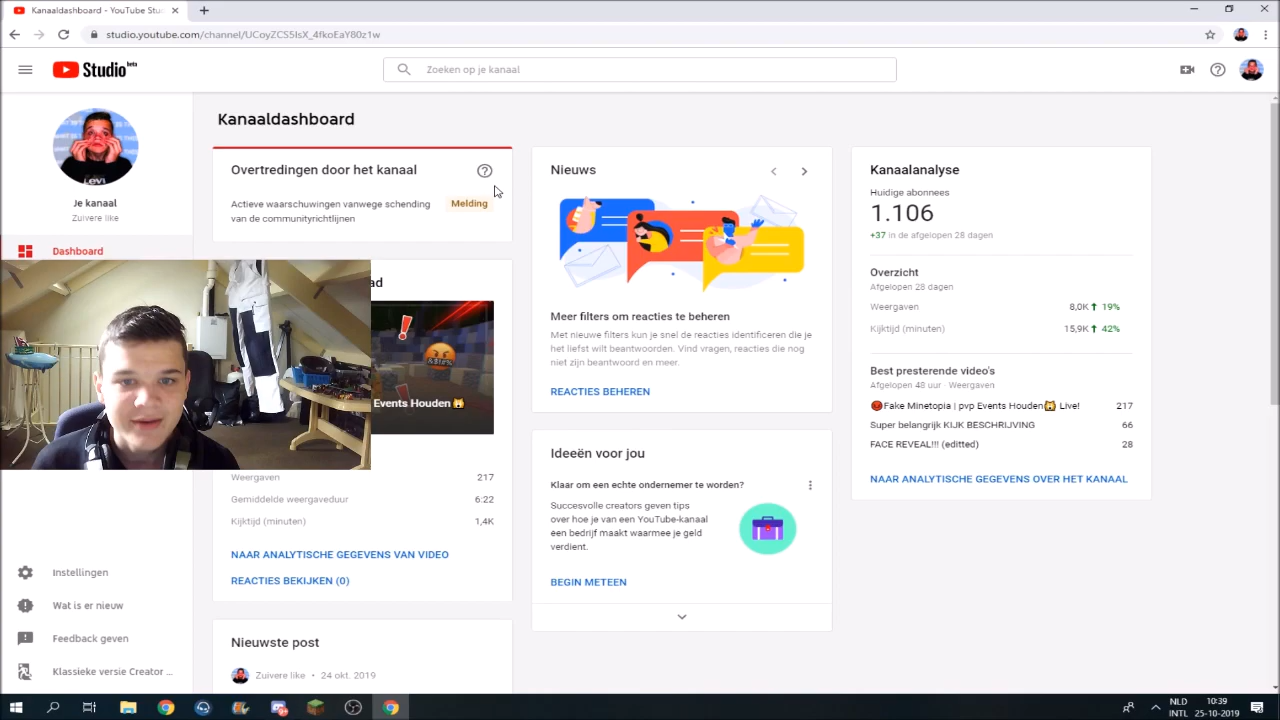 Kanaaldashboard - YouTube Stu
studio.youtube.com/channel/UCoyZCS5IsX_4fkoEaY80z1w
Studio beta
Zoeken op je kanaal
Je kanaal
Zuivere like
Dashboard
Instellingen
Wat is er nieuw
Feedback geven
Klassieke versie Creator ...
Kanaaldashboard
Overtredingen door het kanaal
Actieve waarschuwingen vanwege schending
van de communityrichtlijnen
Melding
ad
Events Houden
Weergaven 217
Gemiddelde weergaveduur 6:22
Kijktijd (minuten) 1,4K
NAAR ANALYTISCHE GEGEVENS VAN VIDEO
REACTIES BEKIJKEN (0)
Nieuwste post
Zuivere like • 24 okt. 2019
Nieuws
Meer filters om reacties te beheren
Met nieuwe filters kun je snel de reacties identificeren die je
het liefst wilt beantwoorden. Vind vragen, reacties die nog
niet zijn beantwoord en meer.
REACTIES BEHEREN
Ideeën voor jou
Klaar om een echte ondernemer te worden?
Succesvolle creators geven tips
over hoe je van een YouTube-kanaal
een bedrijf maakt waarmee je geld
verdient.
BEGIN METEEN
Kanaalanalyse
Huidige abonnees
1.106
+37 in de afgelopen 28 dagen
Overzicht
Afgelopen 28 dagen
Weergaven 8,0K 19%
Kijktijd (minuten) 15,9K 42%
Best presterende video's
Afgelopen 48 uur · Weergaven
😡Fake Minetopia | pvp Events Houden🙀 Live! 217
Super belangrijk KIJK BESCHRIJVING 66
FACE REVEAL!!! (editted) 28
NAAR ANALYTISCHE GEGEVENS OVER HET KANAAL
NLD 10:39
INTL 25-10-2019